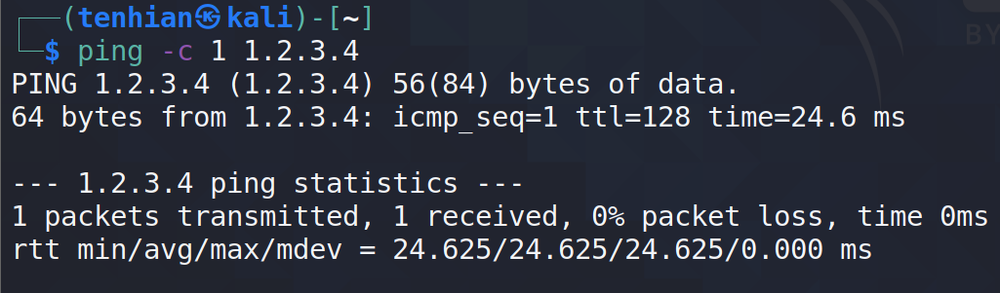 ┌──(tenhian㉿kali)-[~]
└─$ ping -c 1 1.2.3.4
PING 1.2.3.4 (1.2.3.4) 56(84) bytes of data.
64 bytes from 1.2.3.4: icmp_seq=1 ttl=128 time=24.6 ms

--- 1.2.3.4 ping statistics ---
1 packets transmitted, 1 received, 0% packet loss, time 0ms
rtt min/avg/max/mdev = 24.625/24.625/24.625/0.000 ms
BY